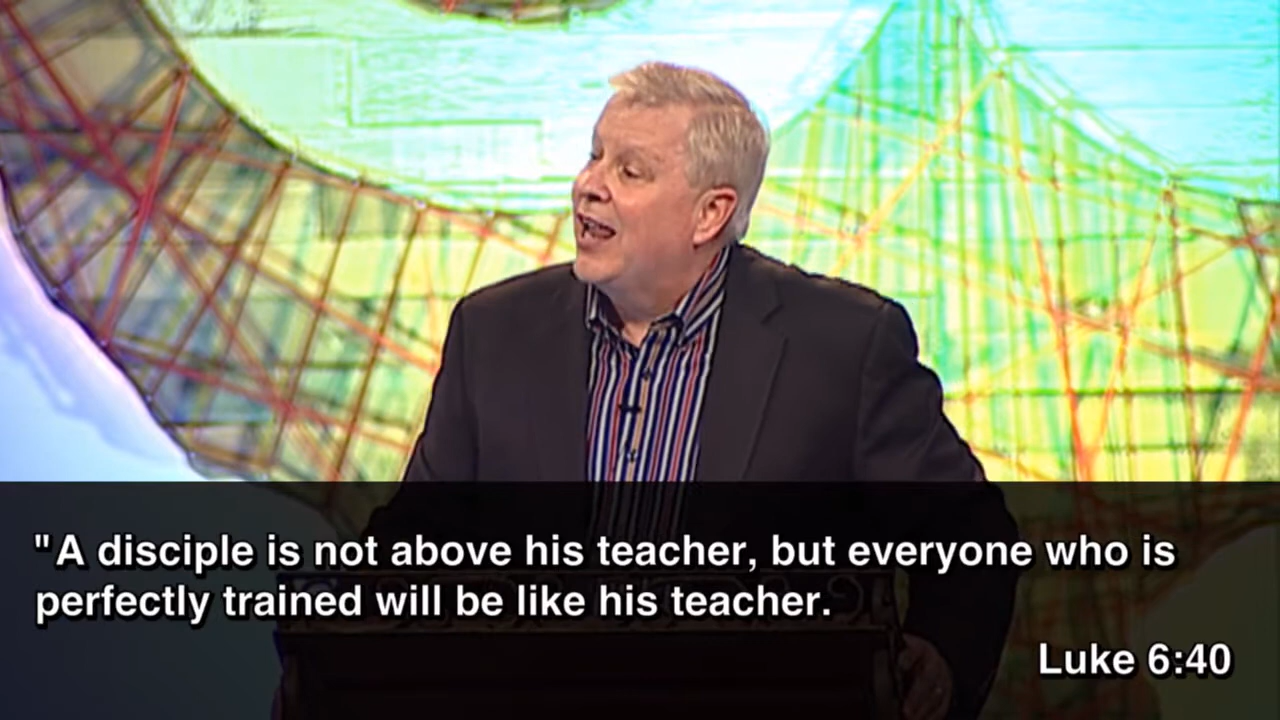 "A disciple is not above his teacher, but everyone who is
perfectly trained will be like his teacher.
Luke 6:40